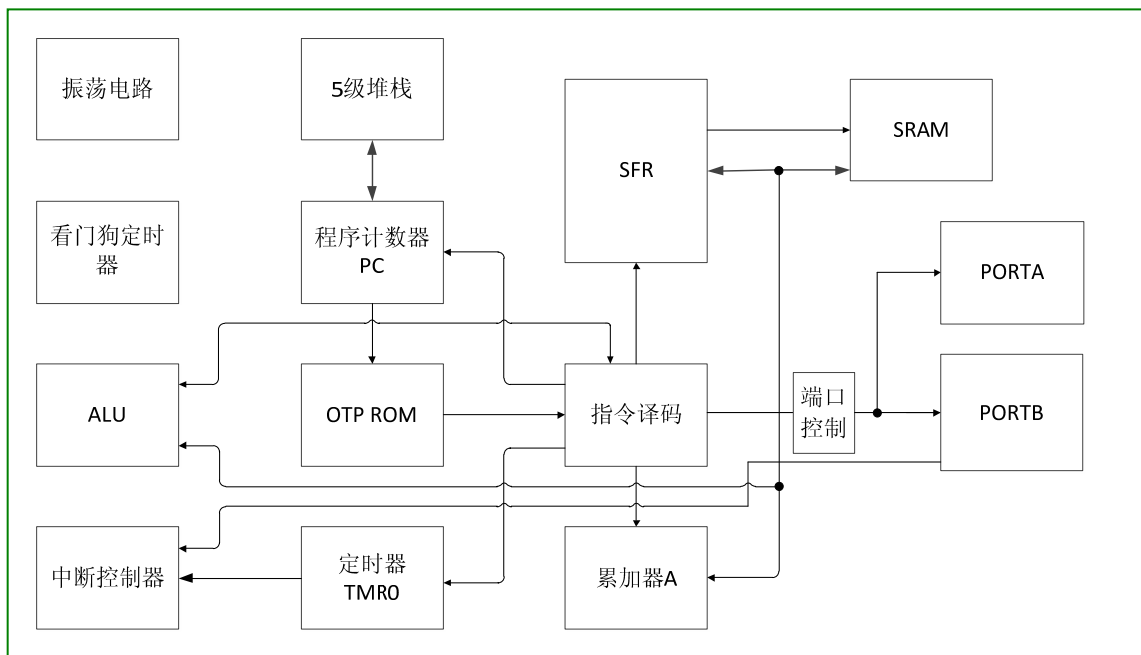 振荡电路
5级堆栈
SFR
SRAM
看门狗定时
器
程序计数器
PC
PORTA
ALU
OTP ROM
指令译码
端口
控制
PORTB
中断控制器
定时器
TMR0
累加器A